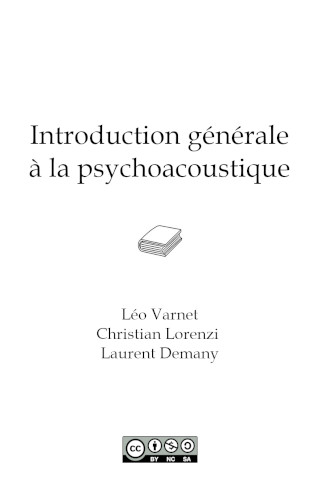 Introduction générale
à la psychoacoustique
Léo Varnet
Christian Lorenzi
Laurent Demany
cc
BY NC SA